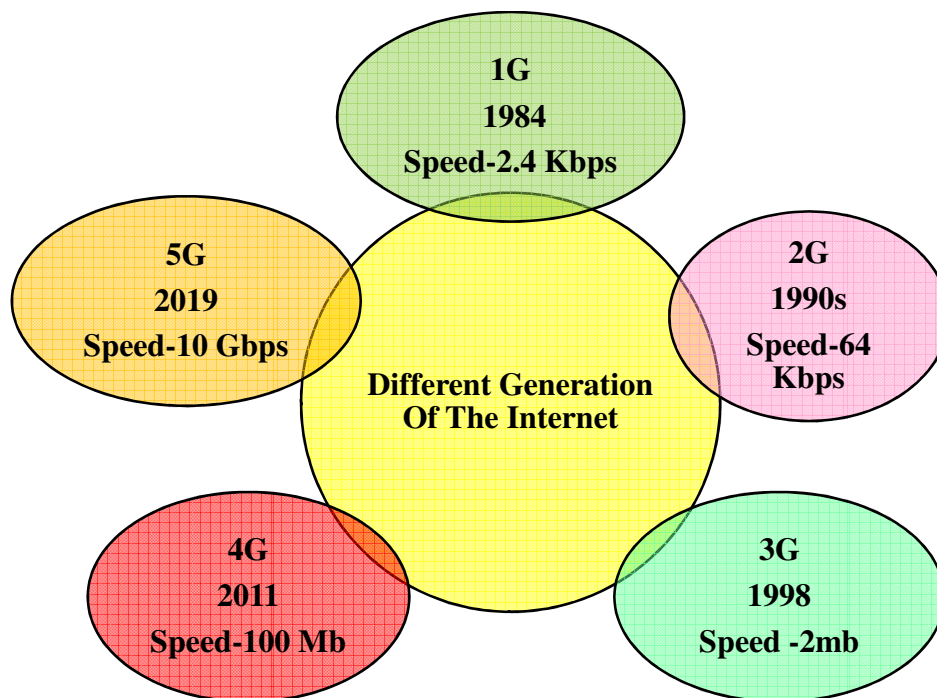 1G
1984
Speed-2.4 Kbps
2G
1990s
Speed-64
Kbps
3G
1998
Speed -2mb
4G
2011
Speed-100 Mb
5G
2019
Speed-10 Gbps
Different Generation
Of The Internet